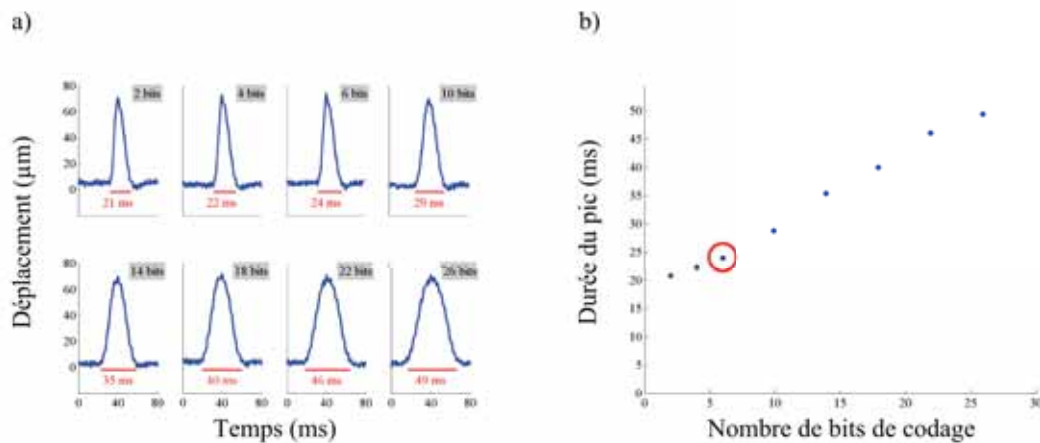 a)
b)
Déplacement (µm)
80
60
40
20
0
2 bits
4 bits
6 bits
10 bits
21 ms
22 ms
24 ms
29 ms
80
60
40
20
0
14 bits
18 bits
22 bits
26 bits
35 ms
40 ms
46 ms
49 ms
0 40 80 0 40 80 0 40 80 0 40 80
Temps (ms)
Durée du pic (ms)
50
45
40
35
30
25
20
15
10
5
0
0 5 10 15 20 25 30
Nombre de bits de codage